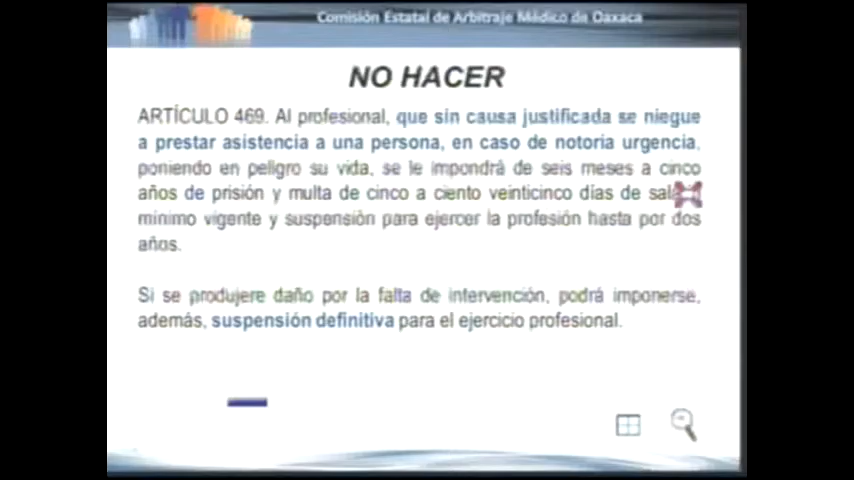 Comisión Estatal de Arbitraje Médico de Oaxaca
NO HACER
ARTÍCULO 469. Al profesional, que sin causa justificada se niegue
a prestar asistencia a una persona, en caso de notoria urgencia,
poniendo en peligro su vida, se le impondrá de seis meses a cinco
años de prisión y multa de cinco a ciento veinticinco días de
mínimo vigente y suspensión para ejercer la profesión hasta por dos
años.
Si se produjere daño por la falta de intervención, podrá imponerse,
además, suspensión definitiva para el ejercicio profesional.